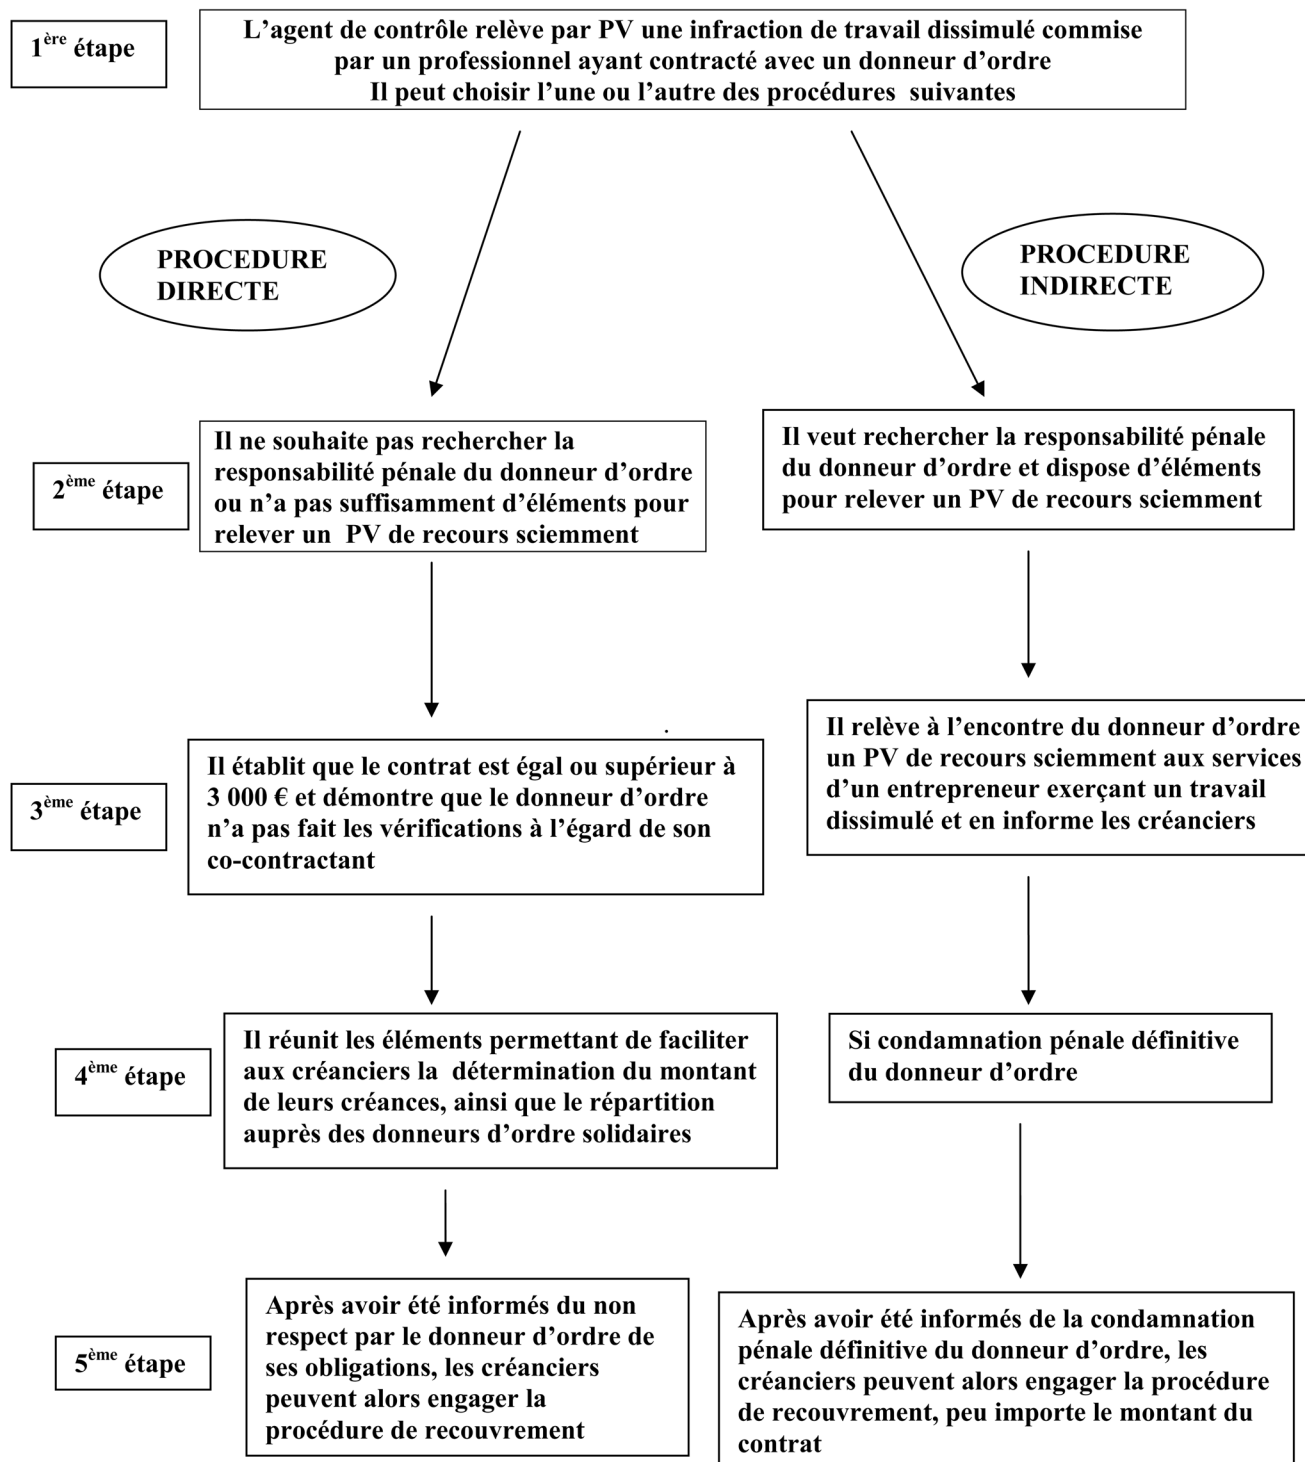 1ère étape
L’agent de contrôle relève par PV une infraction de travail dissimulé commise
par un professionnel ayant contracté avec un donneur d’ordre
Il peut choisir l’une ou l’autre des procédures suivantes
PROCEDURE
DIRECTE
PROCEDURE
INDIRECTE
2ème étape
Il ne souhaite pas rechercher la
responsabilité pénale du donneur d’ordre
ou n’a pas suffisamment d’éléments pour
relever un PV de recours sciemment
Il veut rechercher la responsabilité pénale
du donneur d’ordre et dispose d’éléments
pour relever un PV de recours sciemment
3ème étape
Il établit que le contrat est égal ou supérieur à
3 000 € et démontre que le donneur d’ordre
n’a pas fait les vérifications à l’égard de son
co-contractant
Il relève à l’encontre du donneur d’ordre
un PV de recours sciemment aux services
d’un entrepreneur exerçant un travail
dissimulé et en informe les créanciers
4ème étape
Il réunit les éléments permettant de faciliter
aux créanciers la détermination du montant
de leurs créances, ainsi que le répartition
auprès des donneurs d’ordre solidaires
Si condamnation pénale définitive
du donneur d’ordre
5ème étape
Après avoir été informés du non
respect par le donneur d’ordre de
ses obligations, les créanciers
peuvent alors engager la
procédure de recouvrement
Après avoir été informés de la condamnation
pénale définitive du donneur d’ordre, les
créanciers peuvent alors engager la procédure
de recouvrement, peu importe le montant du
contrat